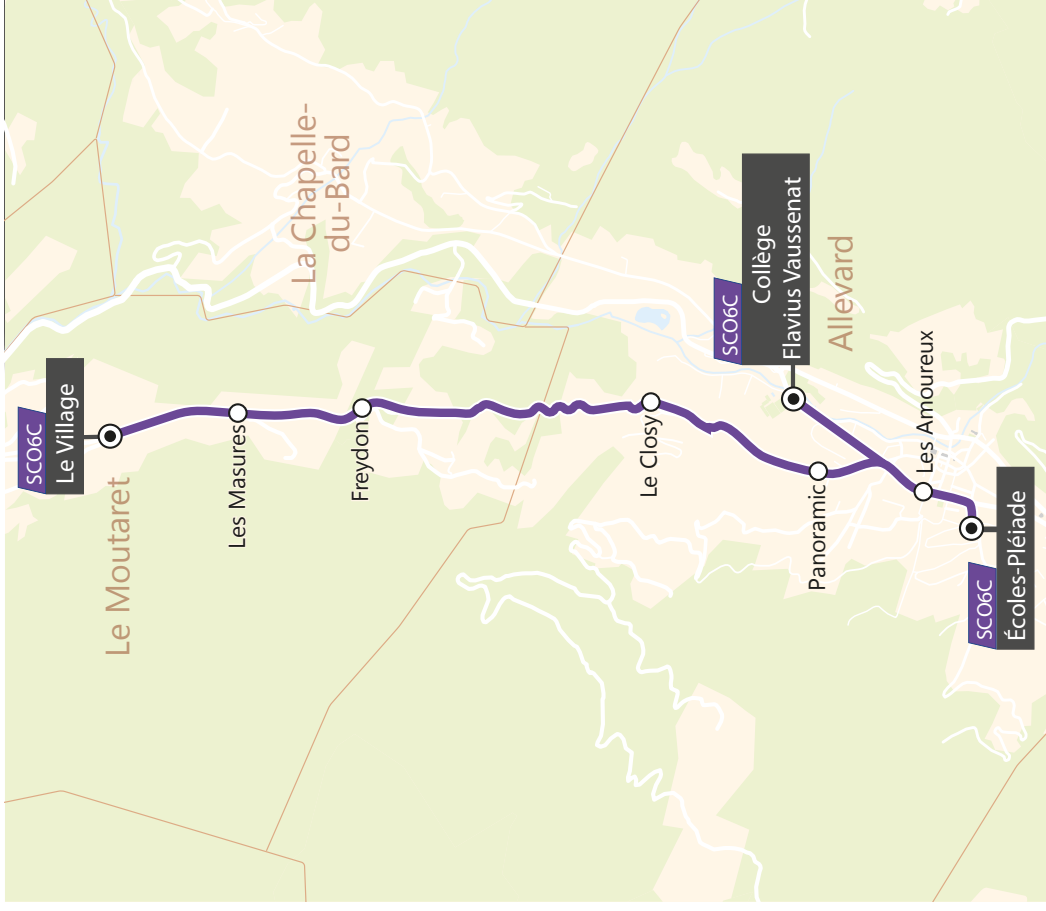 SCO6C
Le Village
Le Moutaret
Les Masures
Freydon
La Chapelle-
du-Bard
Le Closy
Panoramic
SCO6C
Collège
Flavius Vaussenat
Allevard
Les Amoureux
SCO6C
Écoles-Pléiade